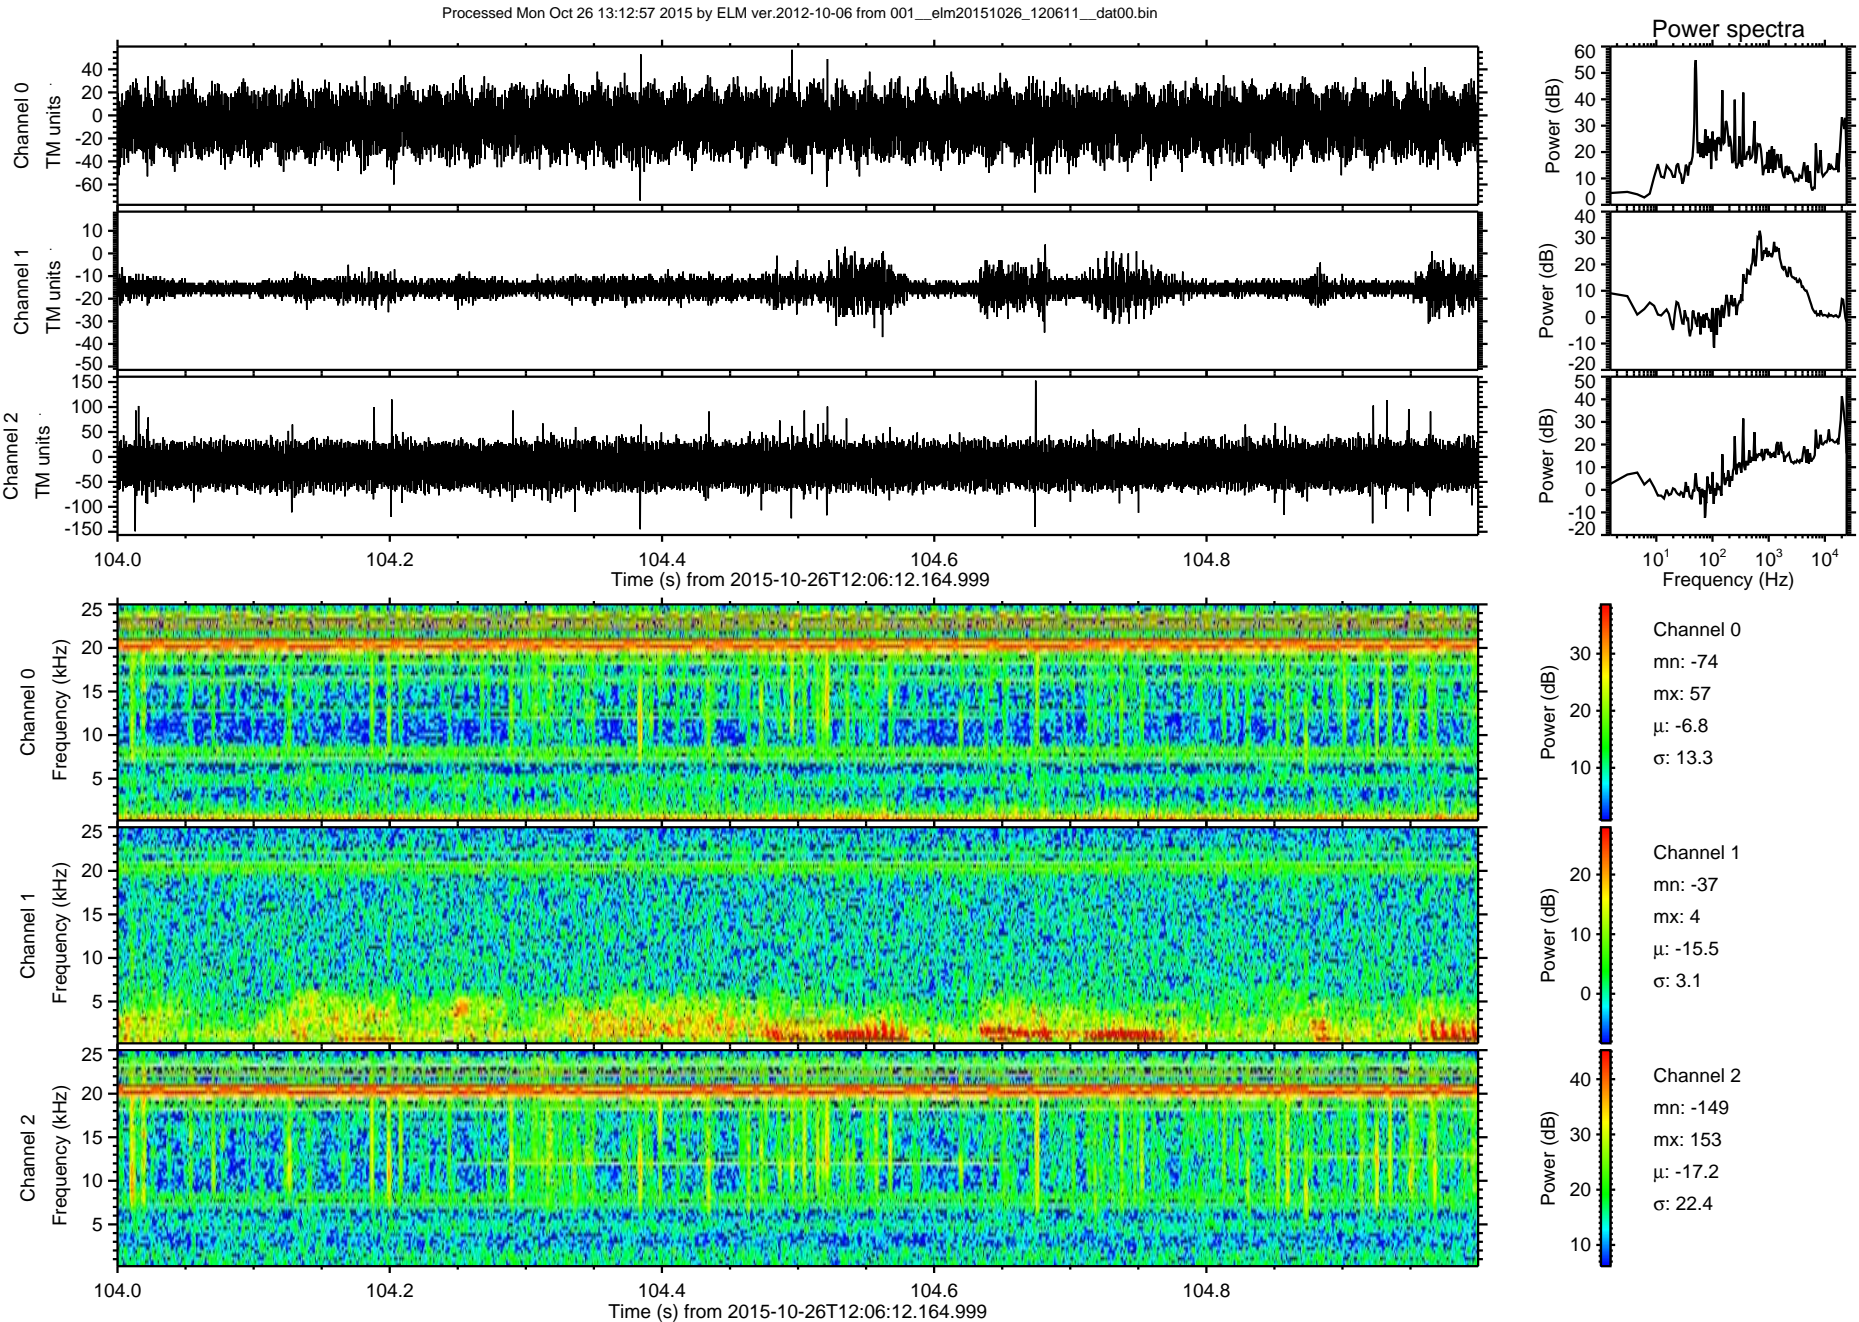 Processed Mon Oct 26 13:12:57 2015 by ELM ver.2012-10-06 from 001__elm20151026_120611__dat00.bin
Power spectra
Channel 0
TM units
40
20
0
-20
-40
-60
Power (dB)
60
50
40
30
20
10
0
Channel 1
TM units
10
0
-10
-20
-30
-40
-50
Power (dB)
40
30
20
10
0
-10
-20
Channel 2
TM units
150
100
50
0
-50
-100
-150
Power (dB)
50
40
30
20
10
0
-10
-20
104.0 104.2 104.4 104.6 104.8
Time (s) from 2015-10-26T12:06:12.164.999
10¹ 10² 10³ 10⁴
Frequency (Hz)
Channel 0
Frequency (kHz)
25
20
15
10
5
Power (dB)
30
20
10
Channel 0
mn: -74
mx: 57
μ: -6.8
σ: 13.3
Channel 1
Frequency (kHz)
25
20
15
10
5
Power (dB)
20
10
0
Channel 1
mn: -37
mx: 4
μ: -15.5
σ: 3.1
Channel 2
Frequency (kHz)
25
20
15
10
5
Power (dB)
40
30
20
10
Channel 2
mn: -149
mx: 153
μ: -17.2
σ: 22.4
104.0 104.2 104.4 104.6 104.8
Time (s) from 2015-10-26T12:06:12.164.999